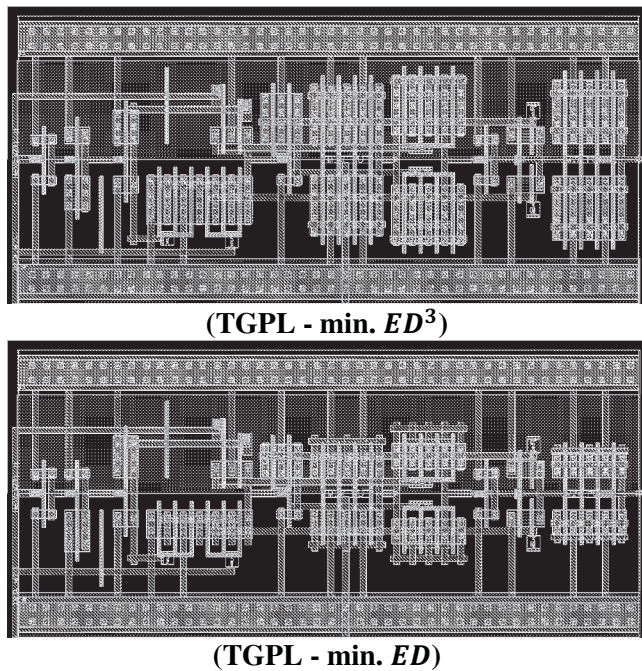 (TGPL - min. 𝑬𝑫³)
(TGPL - min. 𝑬𝑫)